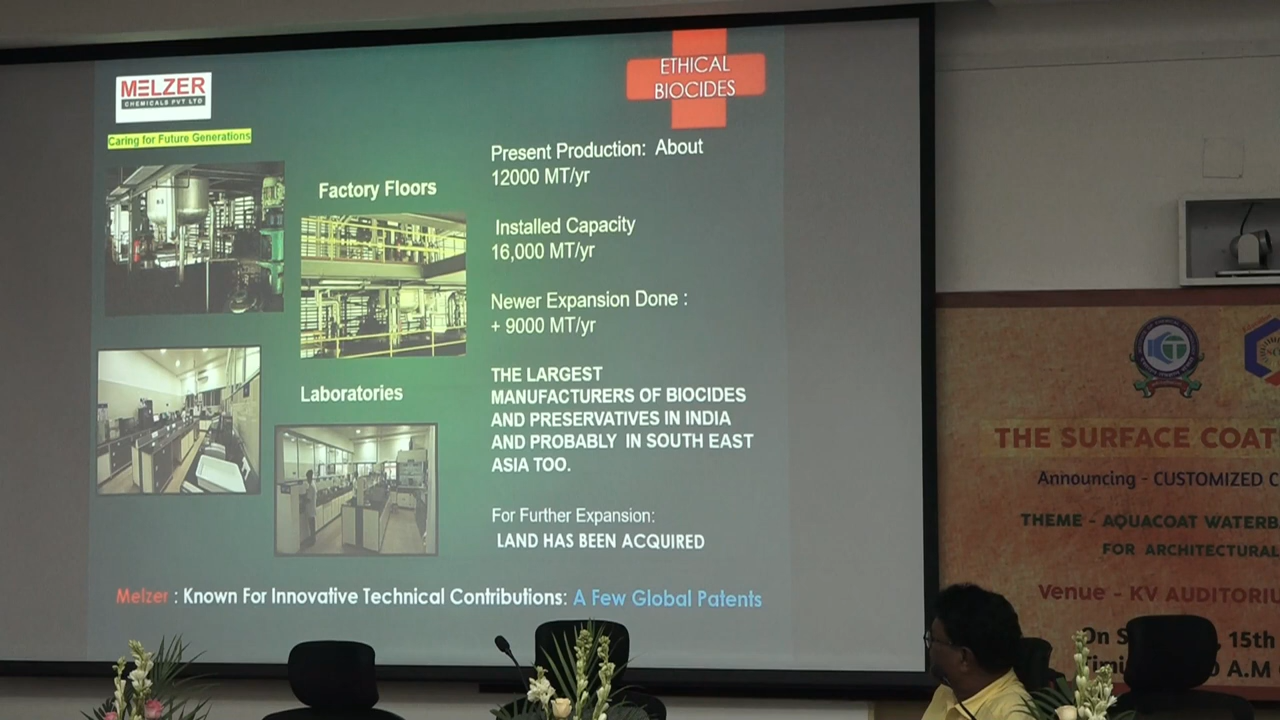 MELZER
CHEMICALS PVT LTD
Caring for Future Generations
ETHICAL
BIOCIDES
Factory Floors
Laboratories
Present Production: About
12000 MT/yr
Installed Capacity
16,000 MT/yr
Newer Expansion Done :
+ 9000 MT/yr
THE LARGEST
MANUFACTURERS OF BIOCIDES
AND PRESERVATIVES IN INDIA
AND PROBABLY IN SOUTH EAST
ASIA TOO.
For Further Expansion:
LAND HAS BEEN ACQUIRED
Melzer : Known For Innovative Technical Contributions: A Few Global Patents
THE SURFACE COAT
Announcing - CUSTOMIZED C
THEME - AQUACOAT WATERB
FOR ARCHITECTURAL
Venue - KV AUDITORIU
On S , 15th
A.M